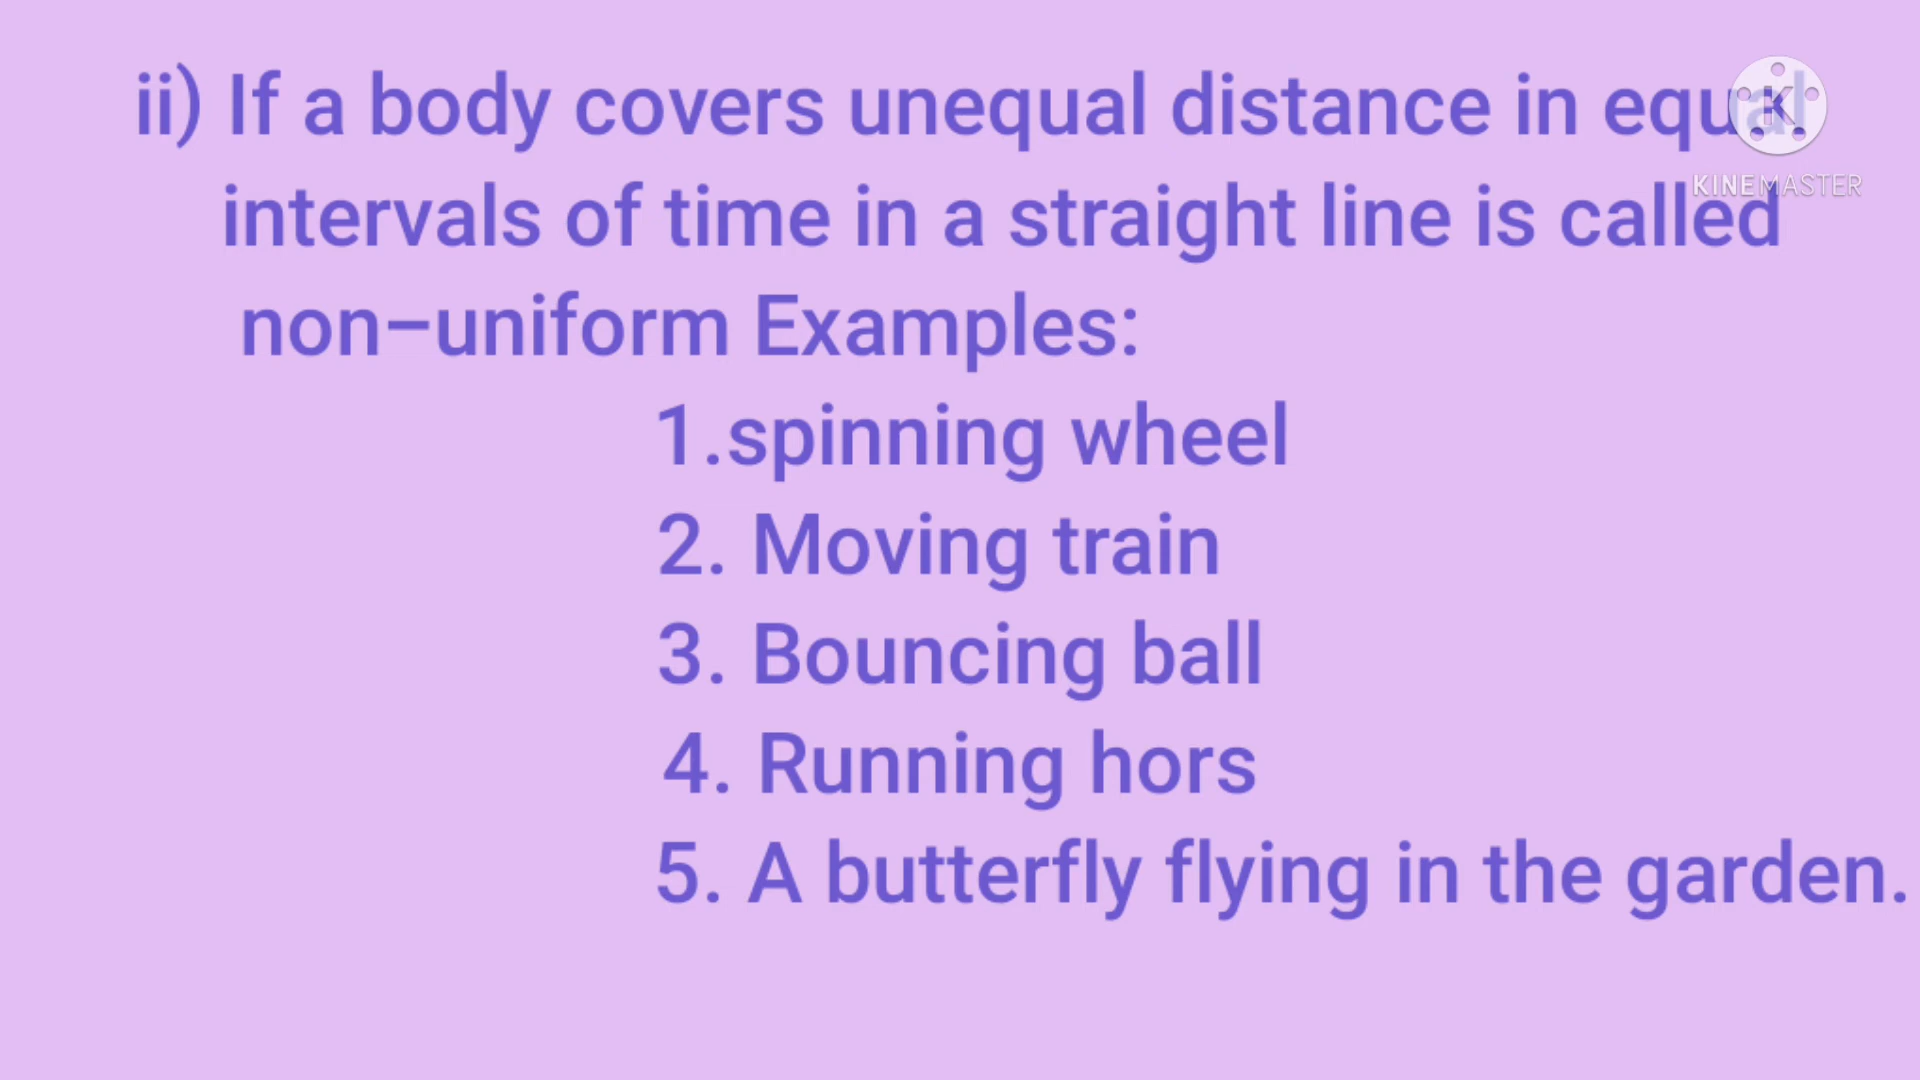 ii) If a body covers unequal distance in equal
KINEMASTER
intervals of time in a straight line is called
non–uniform Examples:
1.spinning wheel
2. Moving train
3. Bouncing ball
4. Running hors
5. A butterfly flying in the garden.